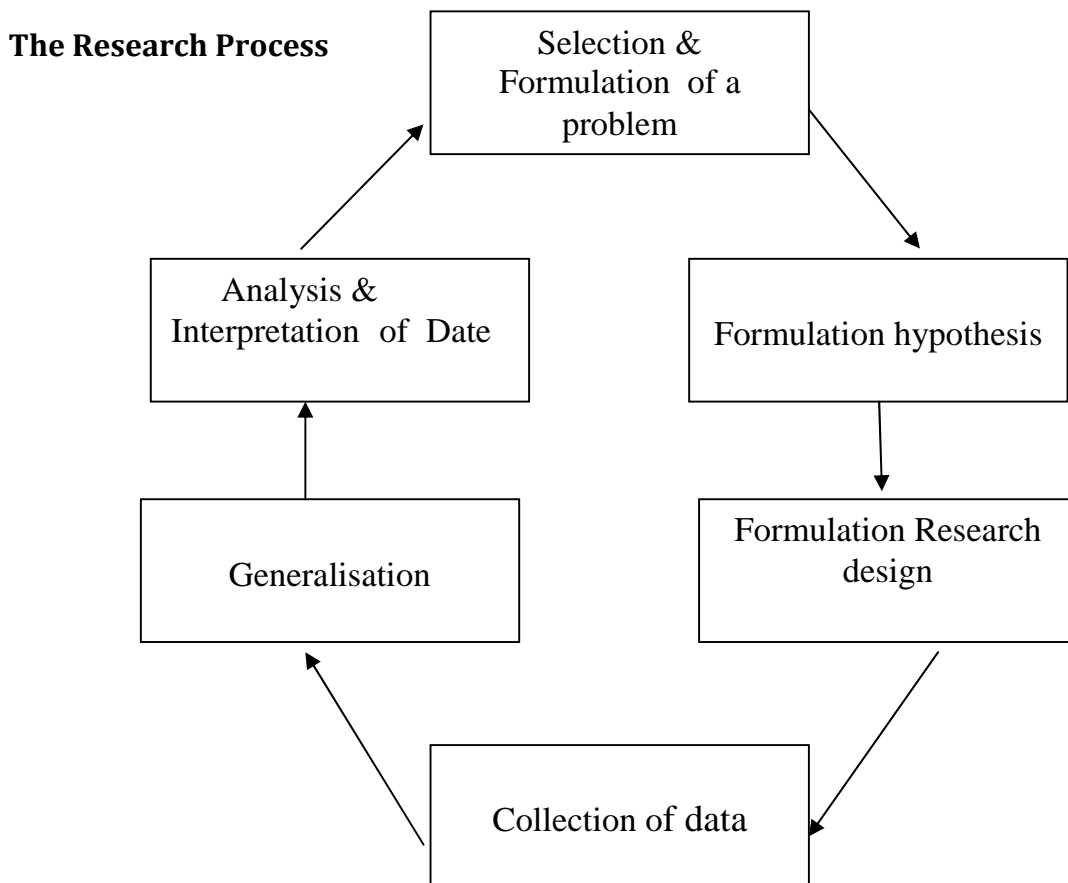 The Research Process
Selection &
Formulation of a
problem
Analysis &
Interpretation of Date
Formulation hypothesis
Generalisation
Formulation Research
design
Collection of data